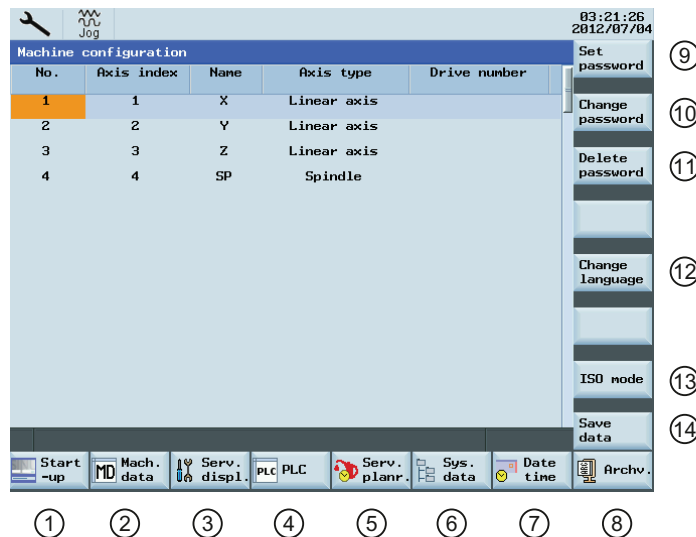 Jog
03:21:26
2012/07/04
Machine configuration
No. Axis index Name Axis type Drive number
1 1 X Linear axis
2 2 Y Linear axis
3 3 Z Linear axis
4 4 SP Spindle
Set
password
9
Change
password
10
Delete
password
11
Change
language
12
ISO mode
13
Save
data
14
Start
-up
MD Mach.
data
Serv.
displ.
PLC PLC
Serv.
planr.
Sys.
data
Date
time
Archv.
1 2 3 4 5 6 7 8